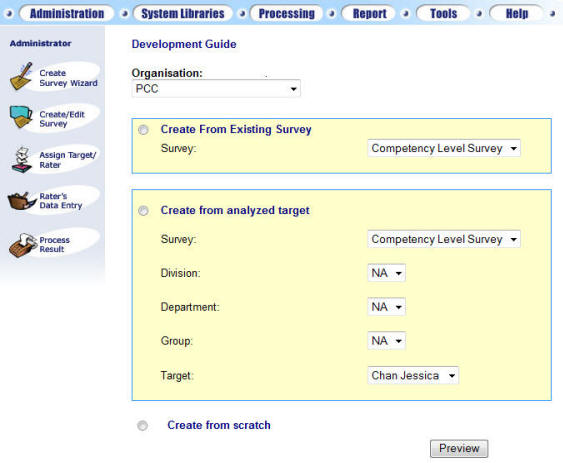 Administration System Libraries Processing Report Tools Help
Administrator
Create
Survey Wizard
Create/Edit
Survey
Assign Target/
Rater
Rater's
Data Entry
Process
Result
Development Guide
Organisation:
PCC
Create From Existing Survey
Survey: Competency Level Survey
Create from analyzed target
Survey: Competency Level Survey
Division: NA
Department: NA
Group: NA
Target: Chan Jessica
Create from scratch
Preview